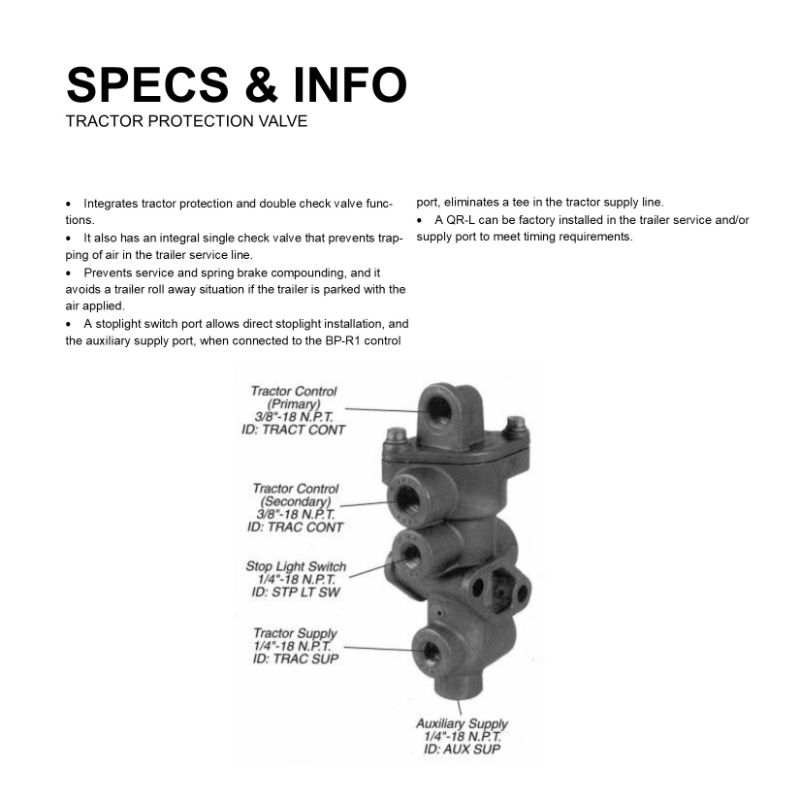 SPECS & INFO
TRACTOR PROTECTION VALVE
• Integrates tractor protection and double check valve func-
tions.
• It also has an integral single check valve that prevents trap-
ping of air in the trailer service line.
• Prevents service and spring brake compounding, and it
avoids a trailer roll away situation if the trailer is parked with the
air applied.
• A stoplight switch port allows direct stoplight installation, and
the auxiliary supply port, when connected to the BP-R1 control
port, eliminates a tee in the tractor supply line.
• A QR-L can be factory installed in the trailer service and/or
supply port to meet timing requirements.
Tractor Control
(Primary)
3/8"-18 N.P.T.
ID: TRACT CONT
Tractor Control
(Secondary)
3/8"-18 N.P.T.
ID: TRAC CONT
Stop Light Switch
1/4"-18 N.P.T.
ID: STP LT SW
Tractor Supply
1/4"-18 N.P.T.
ID: TRAC SUP
Auxiliary Supply
1/4"-18 N.P.T.
ID: AUX SUP